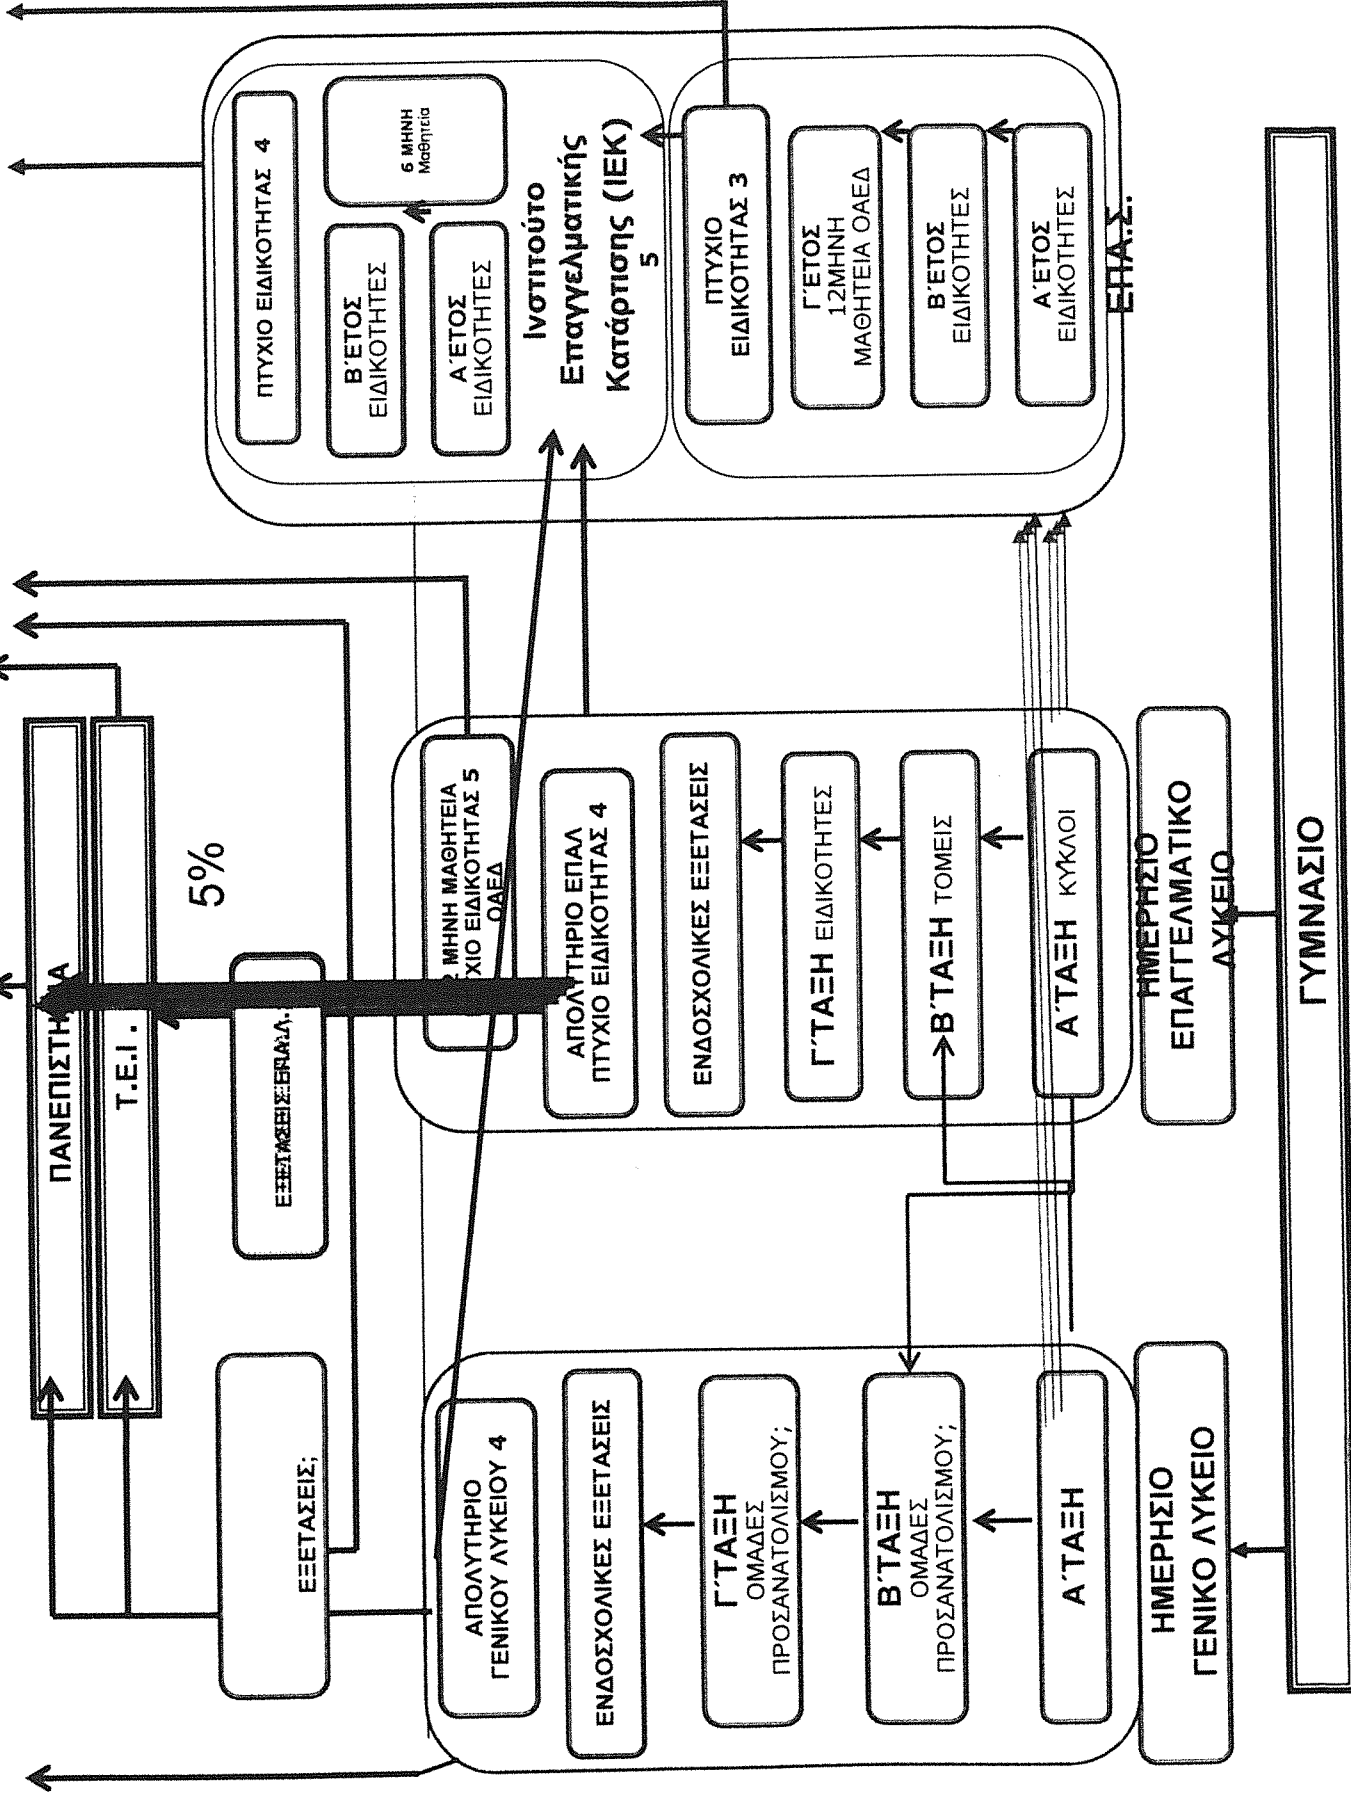 ΠΑΝΕΠΙΣΤΗ
Τ.Ε.Ι.
5%
ΕΞΕΤΑΣΕΙΣ;
ΑΠΟΛΥΤΗΡΙΟ
ΓΕΝΙΚΟΥ ΛΥΚΕΙΟΥ 4
ΕΝΔΟΣΧΟΛΙΚΕΣ ΕΞΕΤΑΣΕΙΣ
Γ΄ΤΑΞΗ
ΟΜΑΔΕΣ
ΠΡΟΣΑΝΑΤΟΛΙΣΜΟΥ;
Β΄ΤΑΞΗ
ΟΜΑΔΕΣ
ΠΡΟΣΑΝΑΤΟΛΙΣΜΟΥ;
Α΄ΤΑΞΗ
ΗΜΕΡΗΣΙΟ
ΓΕΝΙΚΟ ΛΥΚΕΙΟ
ΜΗΝΗ ΜΑΘΗΤΕΙΑ
ΧΙΟ ΕΙΔΙΚΟΤΗΤΑΣ 5
ΟΑΕΔ
ΑΠΟΛΥΤΗΡΙΟ ΕΠΑΛ
ΠΤΥΧΙΟ ΕΙΔΙΚΟΤΗΤΑΣ 4
ΕΝΔΟΣΧΟΛΙΚΕΣ ΕΞΕΤΑΣΕΙΣ
Γ΄ΤΑΞΗ ΕΙΔΙΚΟΤΗΤΕΣ
Β΄ΤΑΞΗ ΤΟΜΕΙΣ
Α΄ΤΑΞΗ ΚΥΚΛΟΙ
ΗΜΕΡΗΣΙΟ
ΕΠΑΓΓΕΛΜΑΤΙΚΟ
ΛΥΚΕΙΟ
ΠΤΥΧΙΟ ΕΙΔΙΚΟΤΗΤΑΣ 4
Β΄ΕΤΟΣ
ΕΙΔΙΚΟΤΗΤΕΣ
6 ΜΗΝΗ
Μαθητεία
Α΄ΕΤΟΣ
ΕΙΔΙΚΟΤΗΤΕΣ
Ινστιτούτο
Επαγγελματικής
Κατάρτισης (ΙΕΚ)
5
ΠΤΥΧΙΟ
ΕΙΔΙΚΟΤΗΤΑΣ 3
Γ΄ΕΤΟΣ
12ΜΗΝΗ
ΜΑΘΗΤΕΙΑ ΟΑΕΔ
Β΄ΕΤΟΣ
ΕΙΔΙΚΟΤΗΤΕΣ
Α΄ΕΤΟΣ
ΕΙΔΙΚΟΤΗΤΕΣ
ΕΠΑ.Σ.
ΓΥΜΝΑΣΙΟ